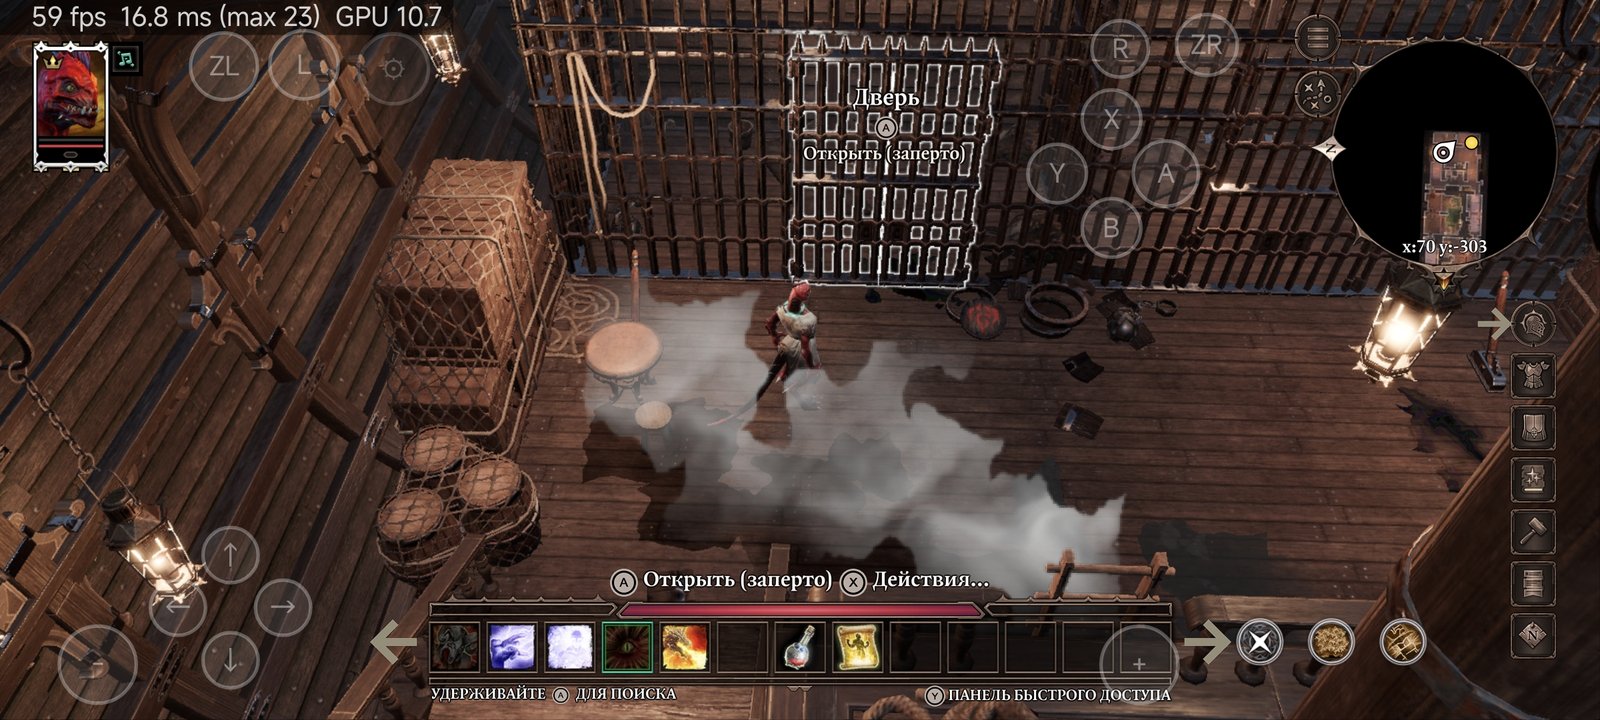 59 fps 16.8 ms (max 23) GPU 10.7
ZL
L
R
ZR
Дверь
A
Открыть (заперто)
X
Y
A
B
x:70 y:-303
A Открыть (заперто) X Действия...
+
УДЕРЖИВАЙТЕ A ДЛЯ ПОИСКА
Y ПАНЕЛЬ БЫСТРОГО ДОСТУПА
N